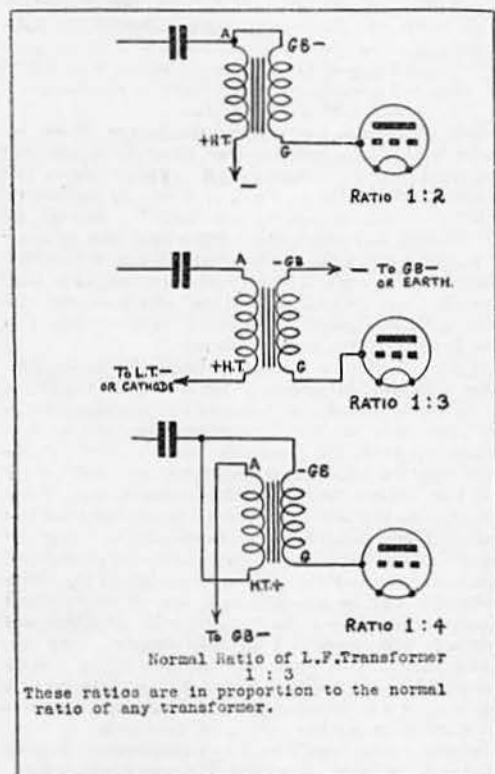 A
GB-
+H.T.
G
-
RATIO 1:2
A
-GB
- TO GB-
OR EARTH.
TO L.T.-
OR CATHODE
+H.T.
G
RATIO 1:3
A
-GB
H.T.+
G
TO GB-
RATIO 1:4
Normal Ratio of L.F.Transformer
1 : 3
These ratios are in proportion to the normal
ratio of any transformer.